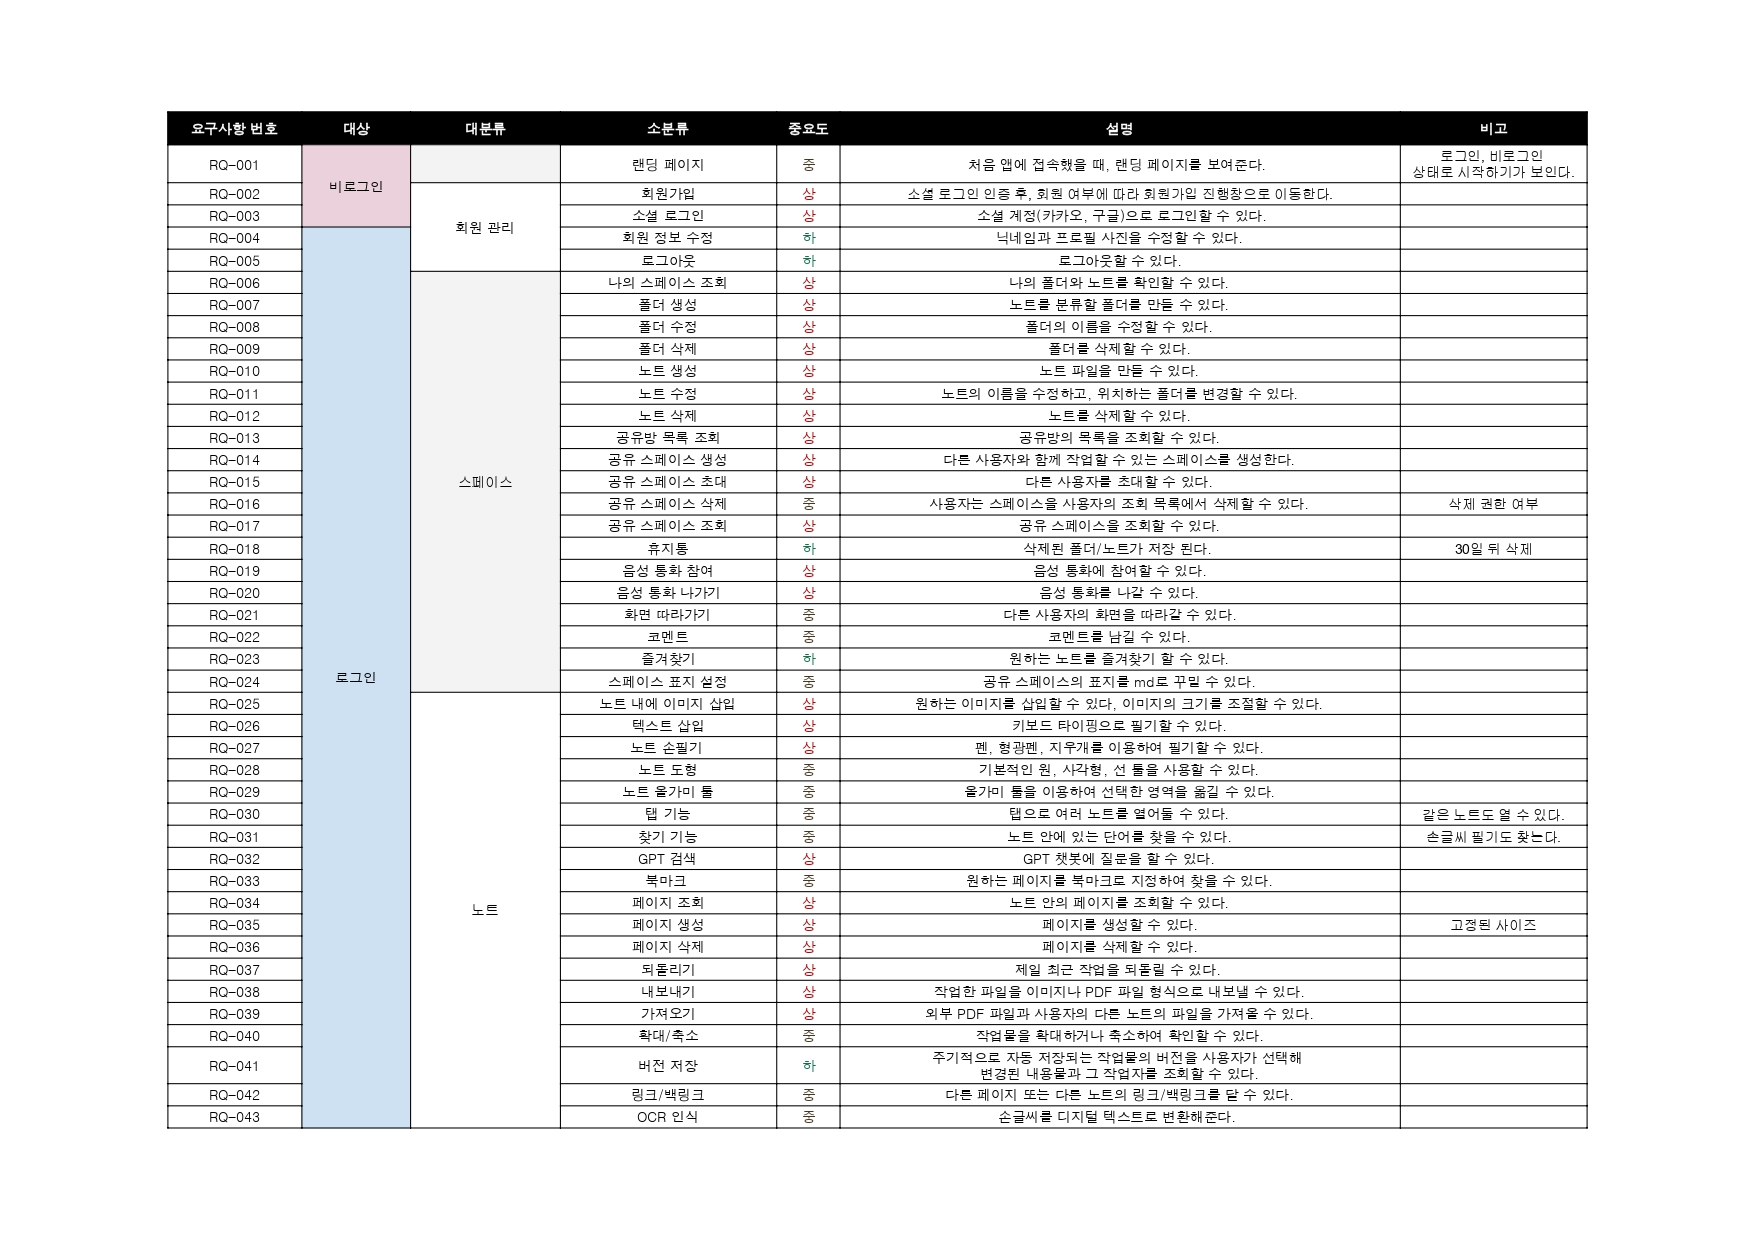 요구사항 번호 대상 대분류 소분류 중요도 설명 비고
RQ-001 비로그인 랜딩 페이지 중 처음 앱에 접속했을 때, 랜딩 페이지를 보여준다. 로그인, 비로그인
상태로 시작하기가 보인다.
RQ-002 회원 관리 회원가입 상 소셜 로그인 인증 후, 회원 여부에 따라 회원가입 진행창으로 이동한다.
RQ-003 소셜 로그인 상 소셜 계정(카카오, 구글)으로 로그인할 수 있다.
RQ-004 로그인 회원 정보 수정 하 닉네임과 프로필 사진을 수정할 수 있다.
RQ-005 로그아웃 하 로그아웃할 수 있다.
RQ-006 스페이스 나의 스페이스 조회 상 나의 폴더와 노트를 확인할 수 있다.
RQ-007 폴더 생성 상 노트를 분류할 폴더를 만들 수 있다.
RQ-008 폴더 수정 상 폴더의 이름을 수정할 수 있다.
RQ-009 폴더 삭제 상 폴더를 삭제할 수 있다.
RQ-010 노트 생성 상 노트 파일을 만들 수 있다.
RQ-011 노트 수정 상 노트의 이름을 수정하고, 위치하는 폴더를 변경할 수 있다.
RQ-012 노트 삭제 상 노트를 삭제할 수 있다.
RQ-013 공유방 목록 조회 상 공유방의 목록을 조회할 수 있다.
RQ-014 공유 스페이스 생성 상 다른 사용자와 함께 작업할 수 있는 스페이스를 생성한다.
RQ-015 공유 스페이스 초대 상 다른 사용자를 초대할 수 있다.
RQ-016 공유 스페이스 삭제 중 사용자는 스페이스을 사용자의 조회 목록에서 삭제할 수 있다. 삭제 권한 여부
RQ-017 공유 스페이스 조회 상 공유 스페이스을 조회할 수 있다.
RQ-018 휴지통 하 삭제된 폴더/노트가 저장 된다. 30일 뒤 삭제
RQ-019 음성 통화 참여 상 음성 통화에 참여할 수 있다.
RQ-020 음성 통화 나가기 상 음성 통화를 나갈 수 있다.
RQ-021 화면 따라가기 중 다른 사용자의 화면을 따라갈 수 있다.
RQ-022 코멘트 중 코멘트를 남길 수 있다.
RQ-023 즐겨찾기 하 원하는 노트를 즐겨찾기 할 수 있다.
RQ-024 스페이스 표지 설정 중 공유 스페이스의 표지를 md로 꾸밀 수 있다.
RQ-025 노트 노트 내에 이미지 삽입 상 원하는 이미지를 삽입할 수 있다, 이미지의 크기를 조절할 수 있다.
RQ-026 텍스트 삽입 상 키보드 타이핑으로 필기할 수 있다.
RQ-027 노트 손필기 상 펜, 형광펜, 지우개를 이용하여 필기할 수 있다.
RQ-028 노트 도형 중 기본적인 원, 사각형, 선 툴을 사용할 수 있다.
RQ-029 노트 올가미 툴 중 올가미 툴을 이용하여 선택한 영역을 옮길 수 있다.
RQ-030 탭 기능 중 탭으로 여러 노트를 열어둘 수 있다. 같은 노트도 열 수 있다.
RQ-031 찾기 기능 중 노트 안에 있는 단어를 찾을 수 있다. 손글씨 필기도 찾는다.
RQ-032 GPT 검색 상 GPT 챗봇에 질문을 할 수 있다.
RQ-033 북마크 중 원하는 페이지를 북마크로 지정하여 찾을 수 있다.
RQ-034 페이지 조회 상 노트 안의 페이지를 조회할 수 있다.
RQ-035 페이지 생성 상 페이지를 생성할 수 있다. 고정된 사이즈
RQ-036 페이지 삭제 상 페이지를 삭제할 수 있다.
RQ-037 되돌리기 상 제일 최근 작업을 되돌릴 수 있다.
RQ-038 내보내기 상 작업한 파일을 이미지나 PDF 파일 형식으로 내보낼 수 있다.
RQ-039 가져오기 상 외부 PDF 파일과 사용자의 다른 노트의 파일을 가져올 수 있다.
RQ-040 확대/축소 중 작업물을 확대하거나 축소하여 확인할 수 있다.
RQ-041 버전 저장 하 주기적으로 자동 저장되는 작업물의 버전을 사용자가 선택해
변경된 내용물과 그 작업자를 조회할 수 있다.
RQ-042 링크/백링크 중 다른 페이지 또는 다른 노트의 링크/백링크를 달 수 있다.
RQ-043 OCR 인식 중 손글씨를 디지털 텍스트로 변환해준다.